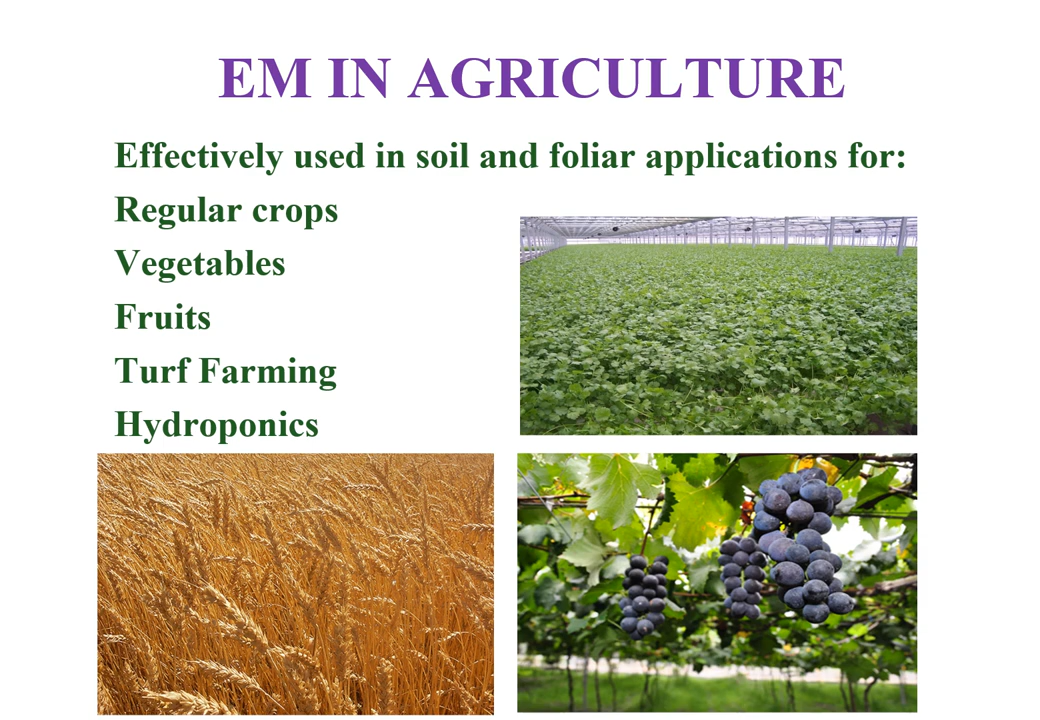 EM IN AGRICULTURE
Effectively used in soil and foliar applications for:
Regular crops
Vegetables
Fruits
Turf Farming
Hydroponics